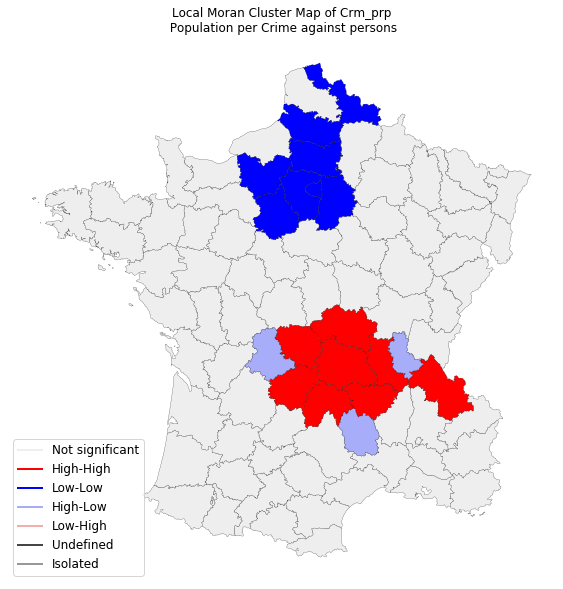 Local Moran Cluster Map of Crm_prp
Population per Crime against persons
Not significant
High-High
Low-Low
High-Low
Low-High
Undefined
Isolated